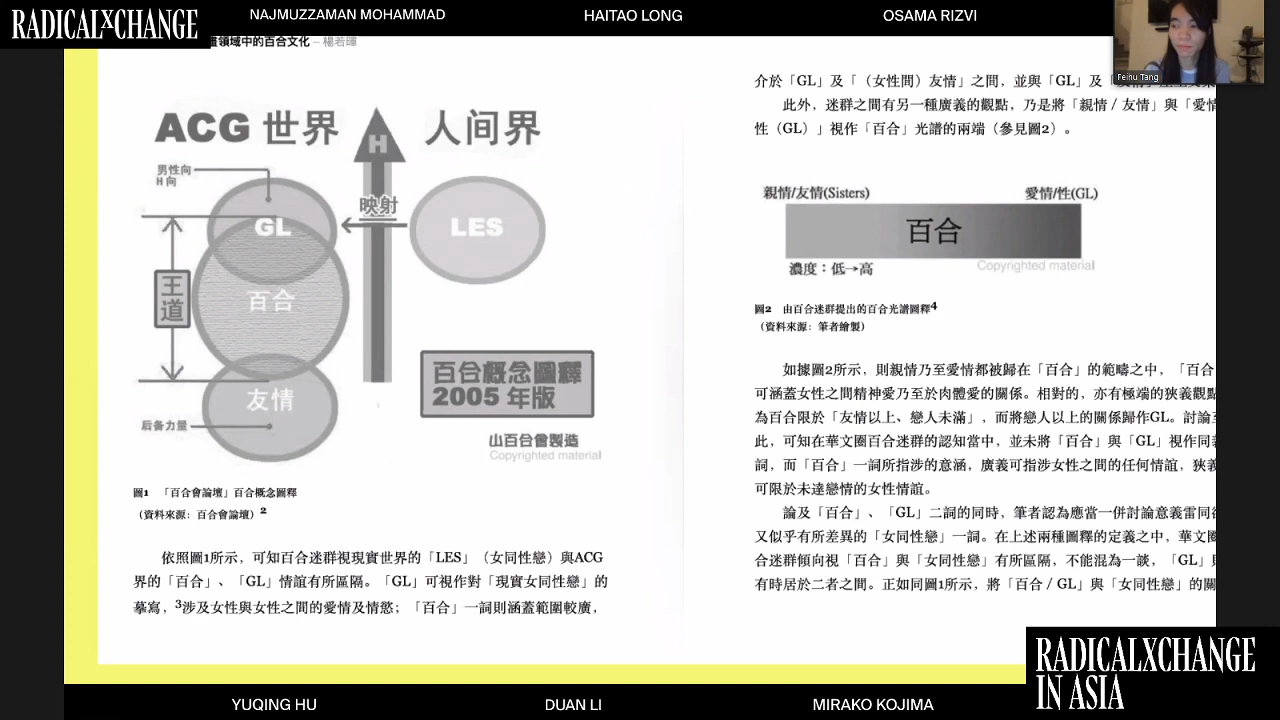 RADICALXCHANGE
NAJMUZZAMAN MOHAMMAD
HAITAO LONG
OSAMA RIZVI
Feihu Tang
畫領域中的百合文化 – 楊若暉
ACG 世界
人间界
H
男性向
H 向
映射
GL
LES
王道
百合
友情
后备力量
百合概念圖釋
2005 年版
山百合會製造
Copyrighted material
圖1 「百合會論壇」百合概念圖釋
（資料來源：百合會論壇）2
依照圖1所示，可知百合迷群視現實世界的「LES」（女同性戀）與ACG
界的「百合」、「GL」情誼有所區隔。「GL」可視作對「現實女同性戀」的
摹寫，3涉及女性與女性之間的愛情及情慾；「百合」一詞則涵蓋範圍較廣，
介於「GL」及「（女性間）友情」之間，並與「GL」及
此外，迷群之間有另一種廣義的觀點，乃是將「親情／友情」與「愛情
性（GL）」視作「百合」光譜的兩端（參見圖2）。
親情/友情(Sisters)
愛情/性(GL)
百合
濃度：低→高
Copyrighted material
圖2 由百合迷群提出的百合光譜圖釋4
（資料來源：筆者繪製）
如據圖2所示，則親情乃至愛情都被歸在「百合」的範疇之中，「百合
可涵蓋女性之間精神愛乃至於肉體愛的關係。相對的，亦有極端的狹義觀點
為百合限於「友情以上、戀人未滿」，而將戀人以上的關係歸作GL。討論至
此，可知在華文圈百合迷群的認知當中，並未將「百合」與「GL」視作同義
詞，而「百合」一詞所指涉的意涵，廣義可指涉女性之間的任何情誼，狹義
可限於未達戀情的女性情誼。
論及「百合」、「GL」二詞的同時，筆者認為應當一併討論意義雷同卻
又似乎有所差異的「女同性戀」一詞。在上述兩種圖釋的定義之中，華文圈
合迷群傾向視「百合」與「女同性戀」有所區隔，不能混為一談，「GL」則
有時居於二者之間。正如同圖1所示，將「百合／GL」與「女同性戀」的關
RADICALXCHANGE
IN ASIA
YUQING HU
DUAN LI
MIRAKO KOJIMA